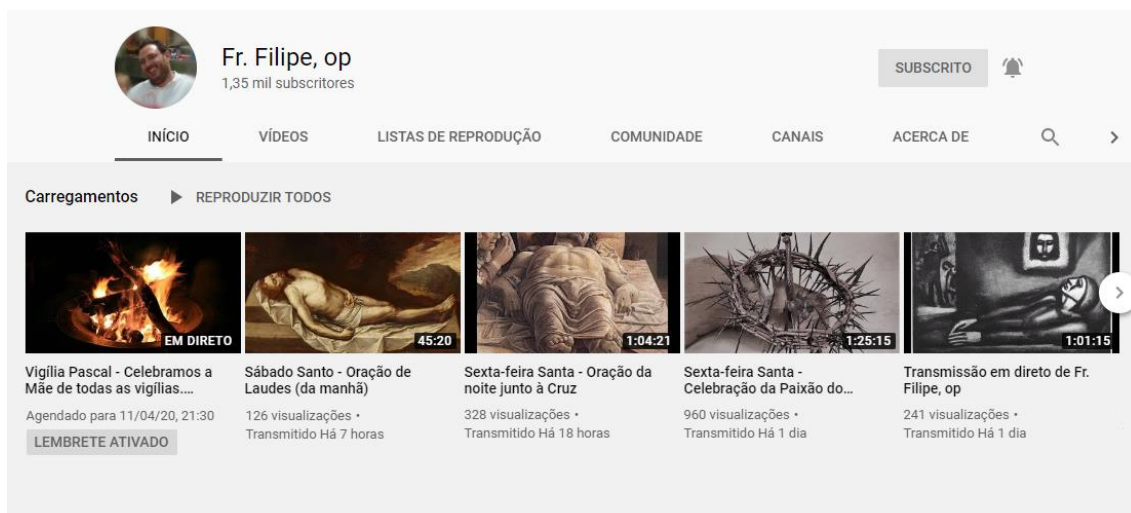 Fr. Filipe, op
1,35 mil subscritores
SUBSCRITO
INÍCIO VÍDEOS LISTAS DE REPRODUÇÃO COMUNIDADE CANAIS ACERCA DE
Carregamentos REPRODUZIR TODOS
EM DIRETO
45:20
1:04:21
1:25:15
1:01:15
Vigília Pascal - Celebramos a
Mãe de todas as vigílias....
Agendado para 11/04/20, 21:30
LEMBRETE ATIVADO
Sábado Santo - Oração de
Laudes (da manhã)
126 visualizações •
Transmitido Há 7 horas
Sexta-feira Santa - Oração da
noite junto à Cruz
328 visualizações •
Transmitido Há 18 horas
Sexta-feira Santa -
Celebração da Paixão do...
960 visualizações •
Transmitido Há 1 dia
Transmissão em direto de Fr.
Filipe, op
241 visualizações •
Transmitido Há 1 dia